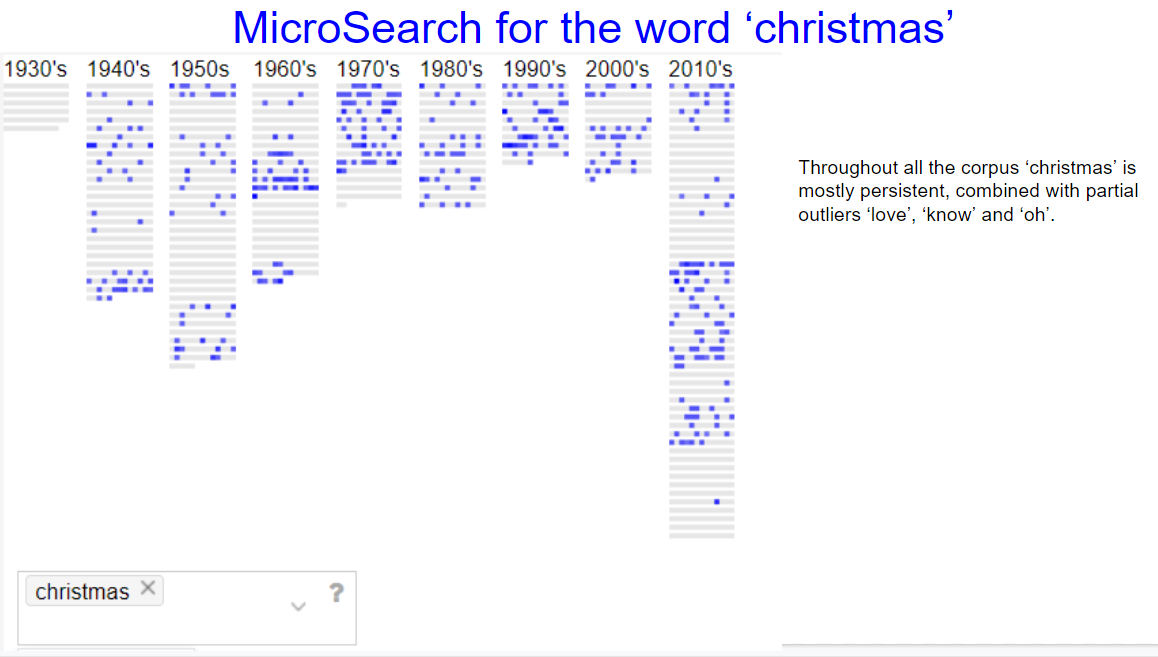 MicroSearch for the word ‘christmas’
1930's 1940's 1950s 1960's 1970's 1980's 1990's 2000's 2010's
Throughout all the corpus ‘christmas’ is
mostly persistent, combined with partial
outliers ‘love’, ‘know’ and ‘oh’.
christmas ×
?